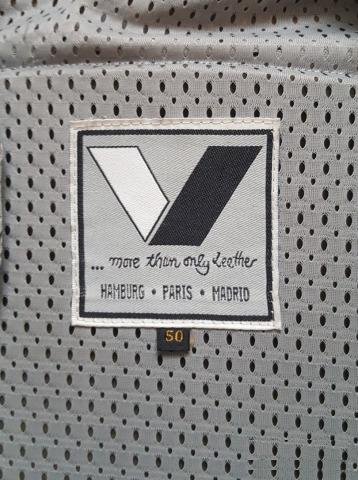 ... more than only Leather
HAMBURG • PARIS • MADRID
50